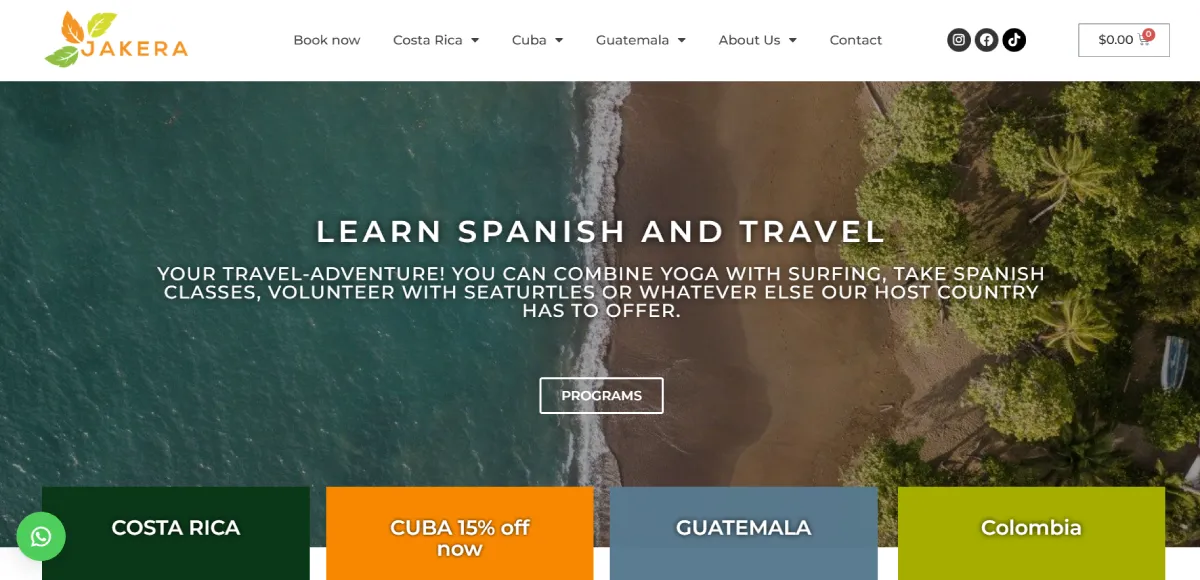 JAKERA
Book now
Costa Rica
Cuba
Guatemala
About Us
Contact
$0.00
0
LEARN SPANISH AND TRAVEL
YOUR TRAVEL-ADVENTURE! YOU CAN COMBINE YOGA WITH SURFING, TAKE SPANISH
CLASSES, VOLUNTEER WITH SEATURTLES OR WHATEVER ELSE OUR HOST COUNTRY
HAS TO OFFER.
PROGRAMS
COSTA RICA
CUBA 15% off
now
GUATEMALA
Colombia